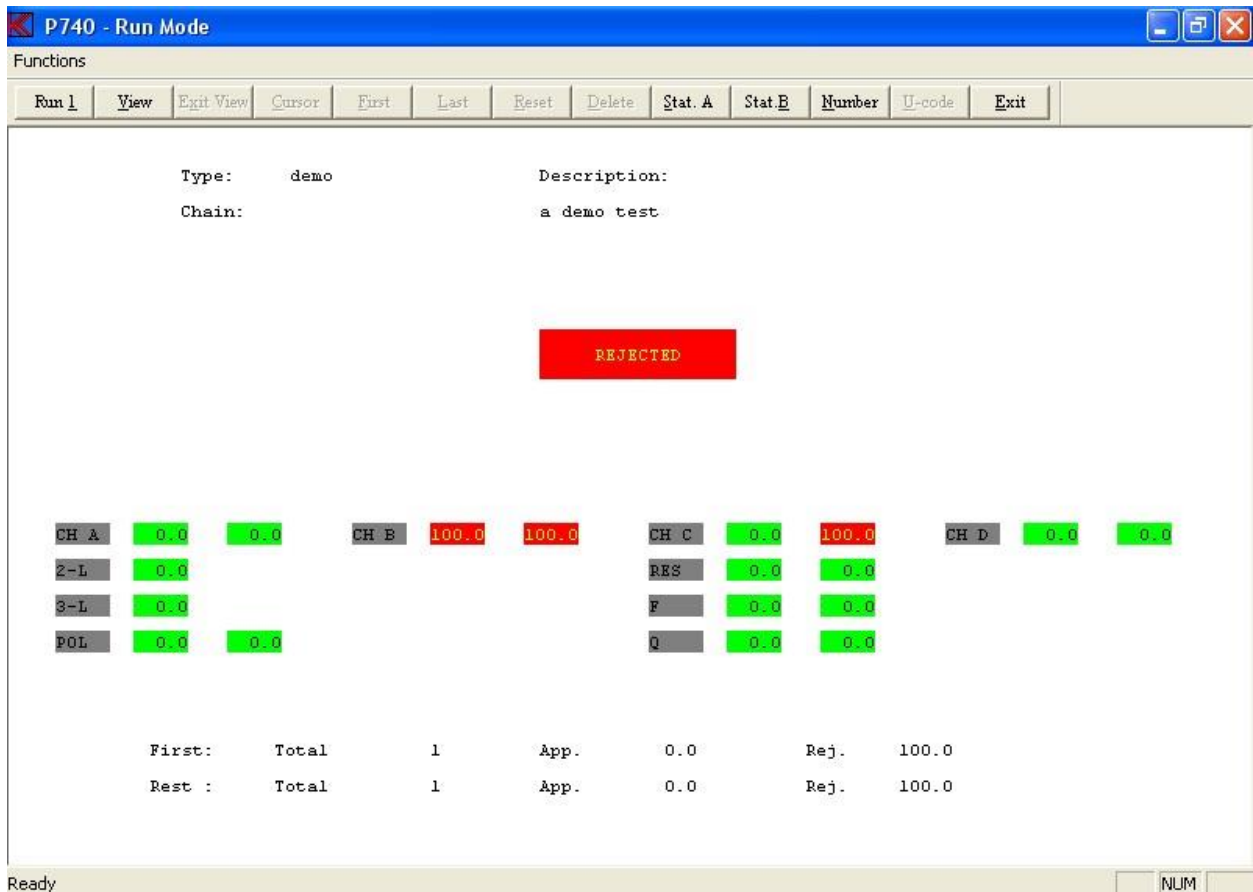 P740 - Run Mode
Functions
Run 1 View Exit View Cursor First Last Reset Delete Stat. A Stat.B Number U-code Exit
Type: demo Description:
Chain: a demo test
REJECTED
CH A 0.0 0.0 CH B 100.0 100.0 CH C 0.0 100.0 CH D 0.0 0.0
2-L 0.0 RES 0.0 0.0
3-L 0.0 F 0.0 0.0
POL 0.0 0.0 Q 0.0 0.0
First: Total 1 App. 0.0 Rej. 100.0
Rest : Total 1 App. 0.0 Rej. 100.0
Ready NUM